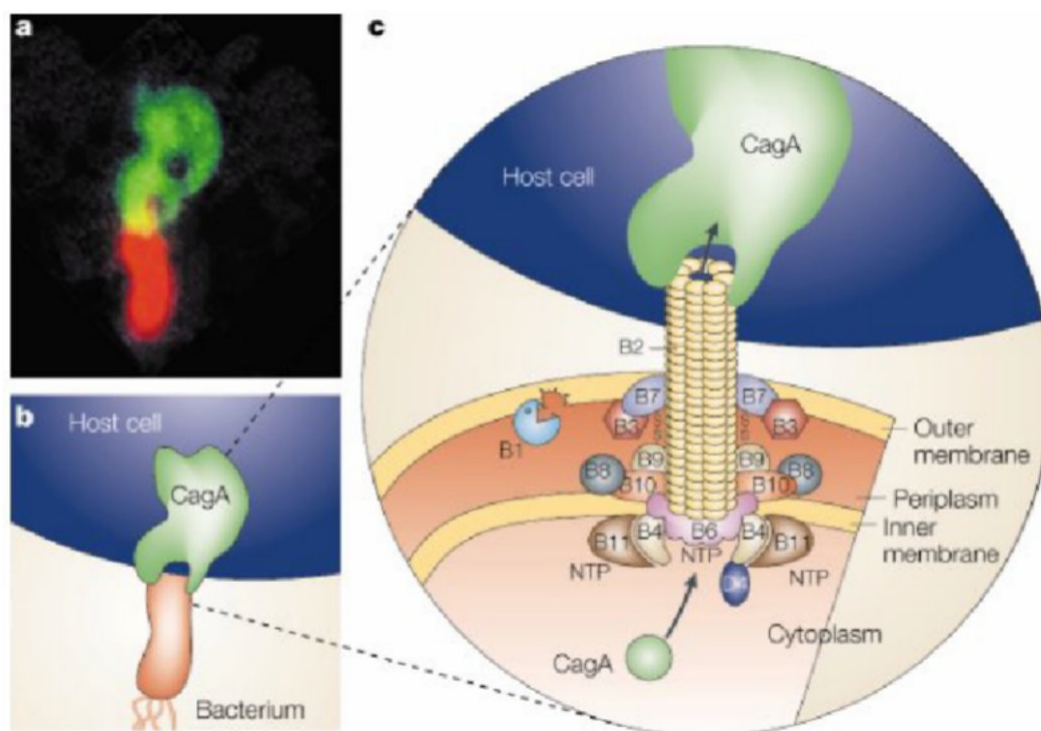 a
c
CagA
Host cell
B2
B7
B7
B3
B3
B1
B9
B9
B8
B8
B10
B10
Outer
membrane
Periplasm
Inner
membrane
B4
B6
B4
B11
B11
NTP
NTP
NTP
Cytoplasm
CagA
b
Host cell
CagA
Bacterium